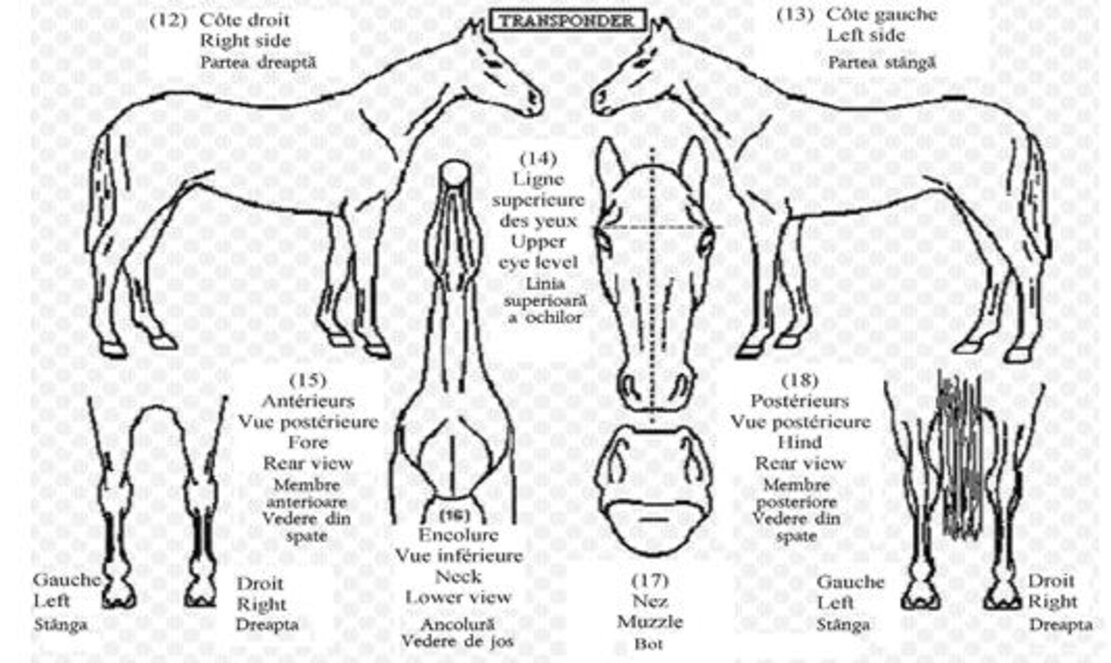 TRANSPONDER
(12) Côte droit
Right side
Partea dreaptă
(13) Côte gauche
Left side
Partea stângă
(14)
Ligne
superieure
des yeux
Upper
eye level
Linia
superioară
a ochilor
(15)
Antérieurs
Vue postérieure
Fore
Rear view
Membre
anterioare
Vedere din
spate
Gauche
Left
Stânga
Droit
Right
Dreapta
(16)
Encolure
Vue inférieure
Neck
Lower view
Ancolură
Vedere de jos
(17)
Nez
Muzzle
Bot
(18)
Postérieurs
Vue postérieure
Hind
Rear view
Membre
posteriore
Vedere din
spate
Gauche
Left
Stânga
Droit
Right
Dreapta